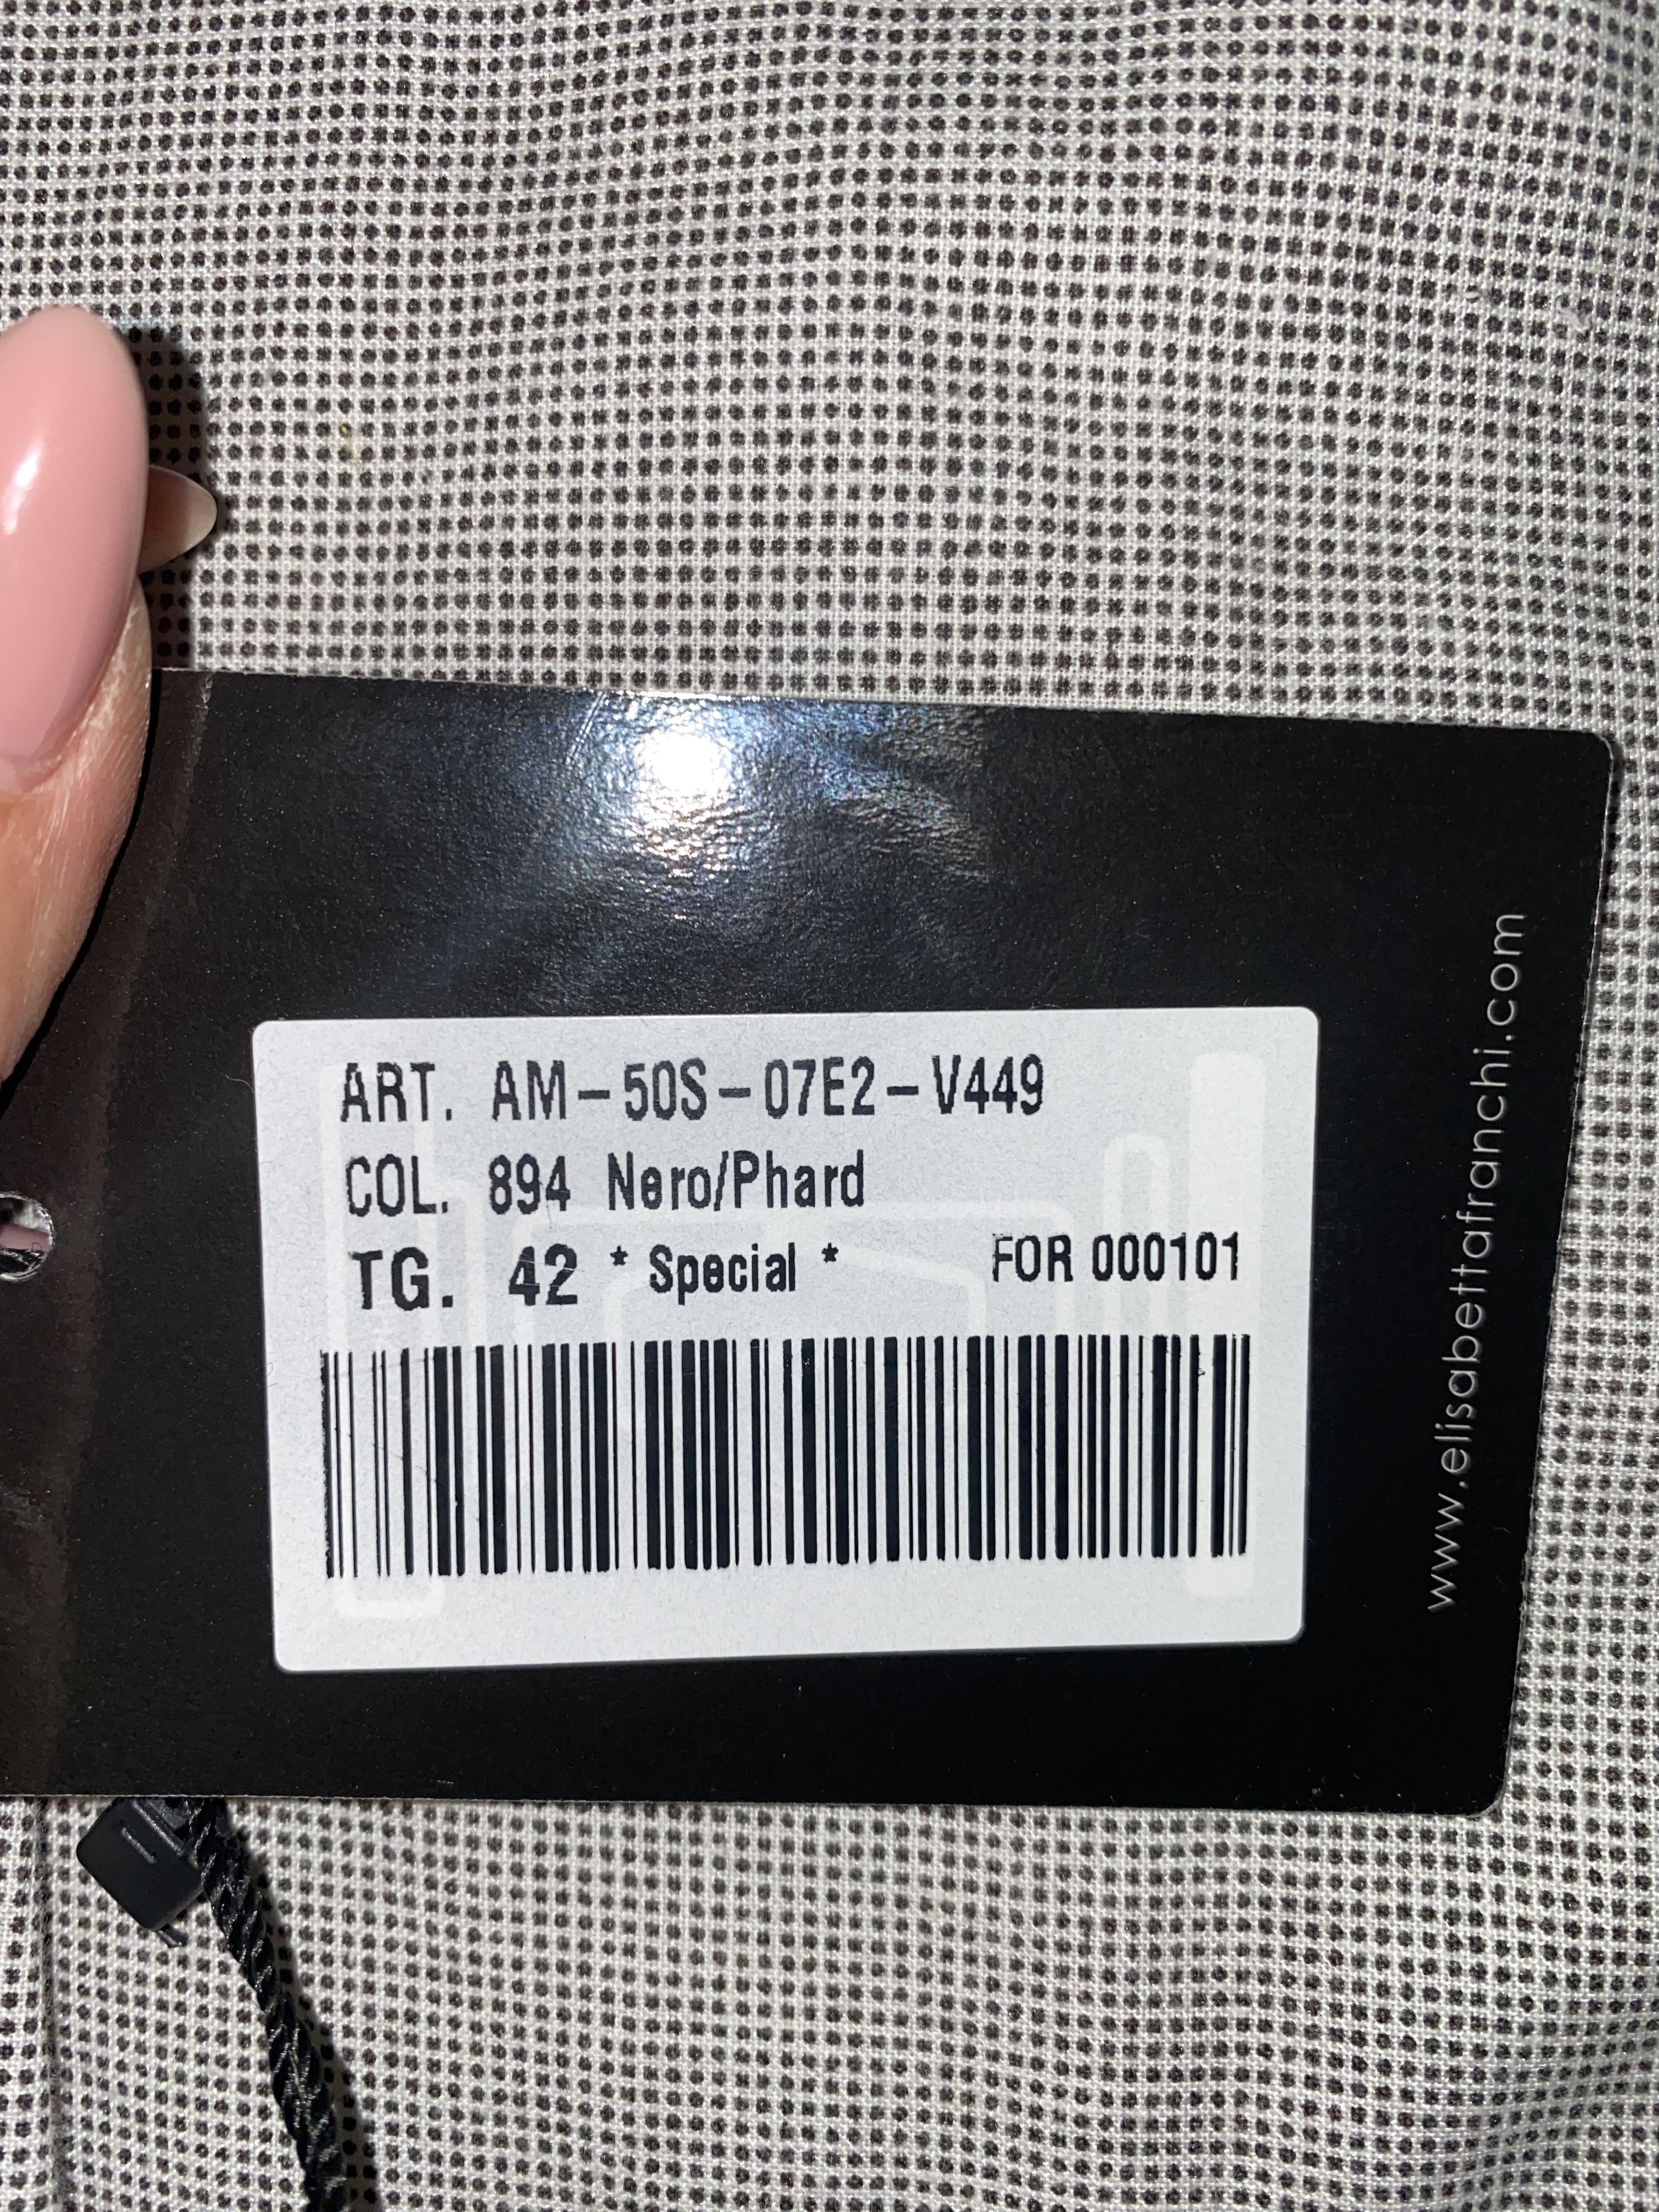 ART. AM-50S-07E2-V449
COL. 894 Nero/Phard
TG. 42 * Special * FOR 000101
www.elisabettafranchi.com